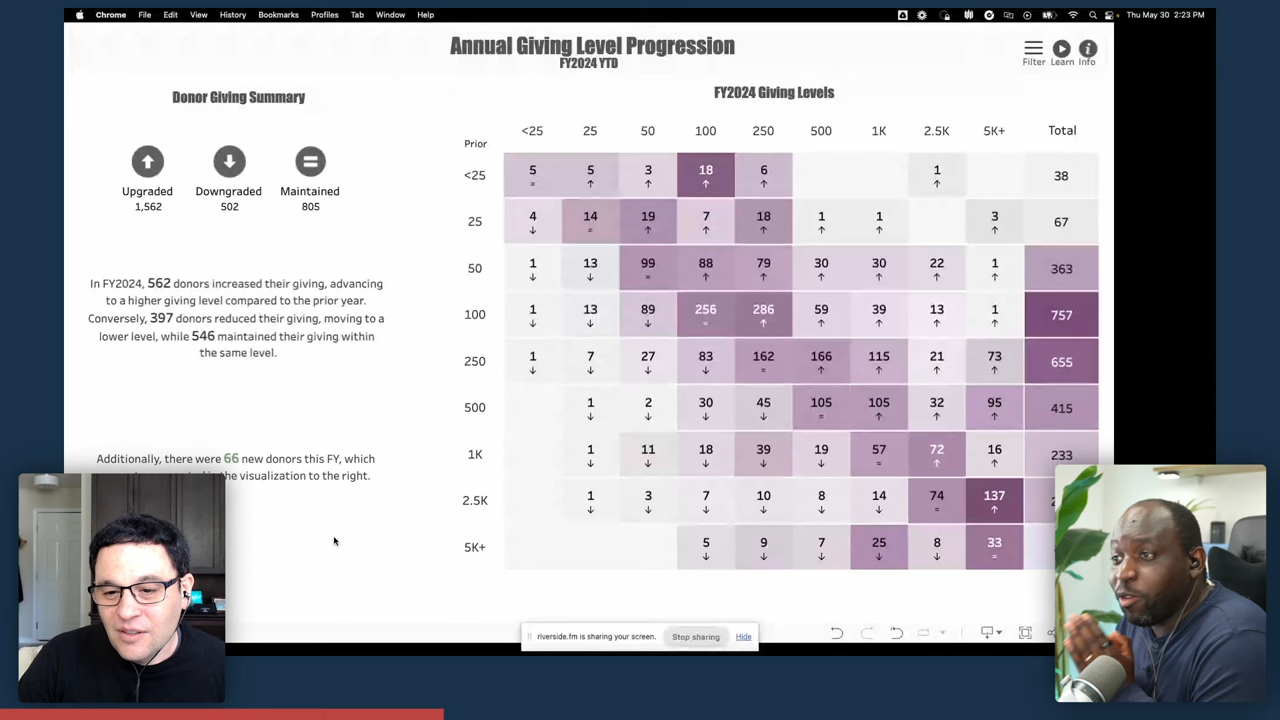 Chrome File Edit View History Bookmarks Profiles Tab Window Help Thu May 30 2:23 PM
Annual Giving Level Progression
FY2024 YTD
Filter Learn Info
Donor Giving Summary
FY2024 Giving Levels
Prior <25 25 50 100 250 500 1K 2.5K 5K+ Total
<25 5 5 3 18 6 1 38
= ↑ ↑ ↑ ↑ ↑
Upgraded Downgraded Maintained
1,562 502 805
25 4 14 19 7 18 1 1 3 67
↓ = ↑ ↑ ↑ ↑ ↑ ↑
50 1 13 99 88 79 30 30 22 1 363
↓ ↓ = ↑ ↑ ↑ ↑ ↑ ↑
In FY2024, 562 donors increased their giving, advancing
to a higher giving level compared to the prior year.
Conversely, 397 donors reduced their giving, moving to a
lower level, while 546 maintained their giving within
the same level.
100 1 13 89 256 286 59 39 13 1 757
↓ ↓ ↓ = ↑ ↑ ↑ ↑ ↑
250 1 7 27 83 162 166 115 21 73 655
↓ ↓ ↓ ↓ = ↑ ↑ ↑ ↑
500 1 2 30 45 105 105 32 95 415
↓ ↓ ↓ ↓ = ↑ ↑ ↑
Additionally, there were 66 new donors this FY, which
the visualization to the right.
1K 1 11 18 39 19 57 72 16 233
↓ ↓ ↓ ↓ ↓ = ↑ ↑
2.5K 1 3 7 10 8 14 74 137
↓ ↓ ↓ ↓ ↓ ↓ = ↑
5K+ 5 9 7 25 8 33
↓ ↓ ↓ ↓ ↓ =
riverside.fm is sharing your screen. Stop sharing Hide